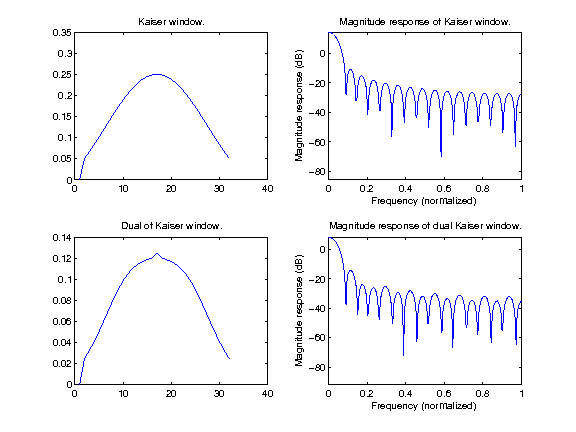 Kaiser window.
0.35
0.3
0.25
0.2
0.15
0.1
0.05
0
0 10 20 30 40
Magnitude response of Kaiser window.
Magnitude response (dB)
0
−20
−40
−60
−80
0 0.2 0.4 0.6 0.8 1
Frequency (normalized)
Dual of Kaiser window.
0.14
0.12
0.1
0.08
0.06
0.04
0.02
0
0 10 20 30 40
Magnitude response of dual Kaiser window.
Magnitude response (dB)
0
−20
−40
−60
−80
0 0.2 0.4 0.6 0.8 1
Frequency (normalized)